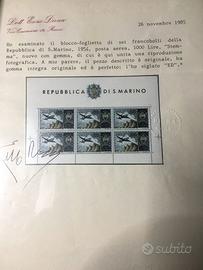 Dott. Enzo Diena
26 novembre 1985
Ho esaminato il blocco-foglietto di sei francobolli della
Repubblica di S.Marino, 1956, posta aerea, 1000 Lire, "Stem-
ma", nuovo con gomma, di cui qui unita una riproduzione
fotografica. A mio parere, il pezzo descritto è originale, ha
gomma integra originale ed è perfetto: l'ho siglato "ED".
REPUBBLICA DI S.MARINO
subito